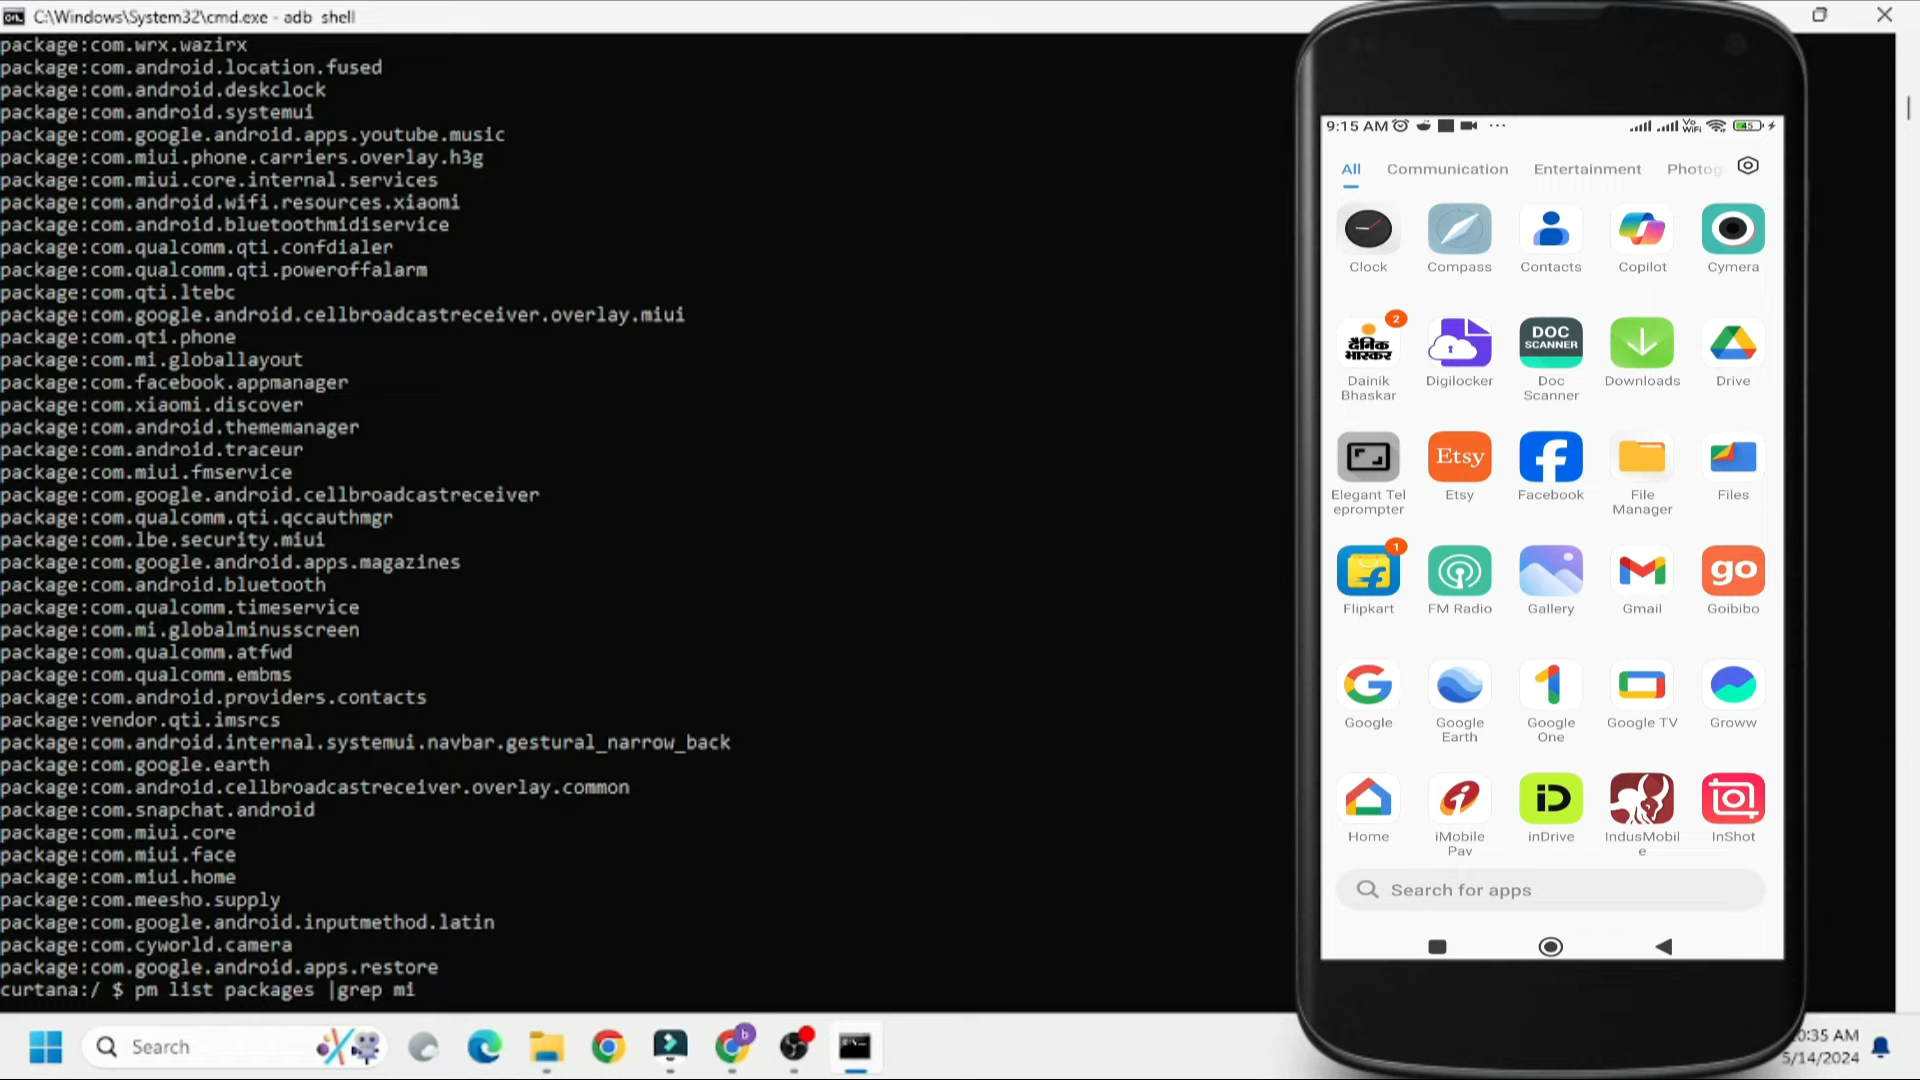 C:\Windows\System32\cmd.exe - adb shell
package:com.wrx.wazirx
package:com.android.location.fused
package:com.android.deskclock
package:com.android.systemui
package:com.google.android.apps.youtube.music
package:com.miui.phone.carriers.overlay.h3g
package:com.miui.core.internal.services
package:com.android.wifi.resources.xiaomi
package:com.android.bluetoothmidiservice
package:com.qualcomm.qti.confdialer
package:com.qualcomm.qti.poweroffalarm
package:com.qti.ltebc
package:com.google.android.cellbroadcastreceiver.overlay.miui
package:com.qti.phone
package:com.mi.globallayout
package:com.facebook.appmanager
package:com.xiaomi.discover
package:com.android.thememanager
package:com.android.traceur
package:com.miui.fmservice
package:com.google.android.cellbroadcastreceiver
package:com.qualcomm.qti.qccauthmgr
package:com.lbe.security.miui
package:com.google.android.apps.magazines
package:com.android.bluetooth
package:com.qualcomm.timeservice
package:com.mi.globalminusscreen
package:com.qualcomm.atfwd
package:com.qualcomm.embms
package:com.android.providers.contacts
package:vendor.qti.imsrcs
package:com.android.internal.systemui.navbar.gestural_narrow_back
package:com.google.earth
package:com.android.cellbroadcastreceiver.overlay.common
package:com.snapchat.android
package:com.miui.core
package:com.miui.face
package:com.miui.home
package:com.meesho.supply
package:com.google.android.inputmethod.latin
package:com.cyworld.camera
package:com.google.android.apps.restore
curtana:/ $ pm list packages |grep mi
9:15 AM
Vo WiFi 45
All Communication Entertainment Photog
Clock Compass Contacts Copilot Cymera
2
दैनिक भास्कर
DOC SCANNER
Dainik Bhaskar Digilocker Doc Scanner Downloads Drive
Etsy
Elegant Tel eprompter Etsy Facebook File Manager Files
1
go
Flipkart FM Radio Gallery Gmail Goibibo
Google Google Earth Google One Google TV Groww
iD
Home iMobile Pay inDrive IndusMobil e InShot
Search for apps
Search
b
0:35 AM
5/14/2024